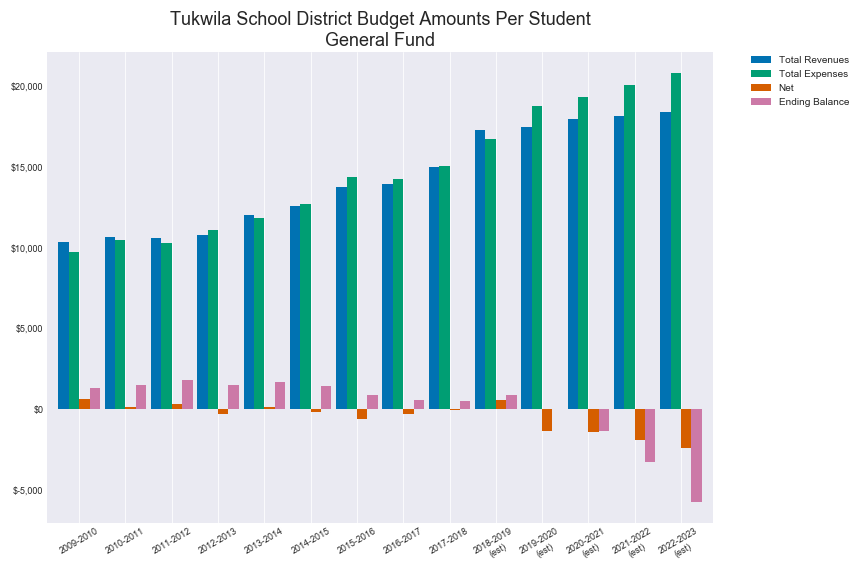 Tukwila School District Budget Amounts Per Student
General Fund
Total Revenues
Total Expenses
Net
Ending Balance
$20,000
$15,000
$10,000
$5,000
$0
$-5,000
2009-2010
2010-2011
2011-2012
2012-2013
2013-2014
2014-2015
2015-2016
2016-2017
2017-2018
2018-2019
(est)
2019-2020
(est)
2020-2021
(est)
2021-2022
(est)
2022-2023
(est)